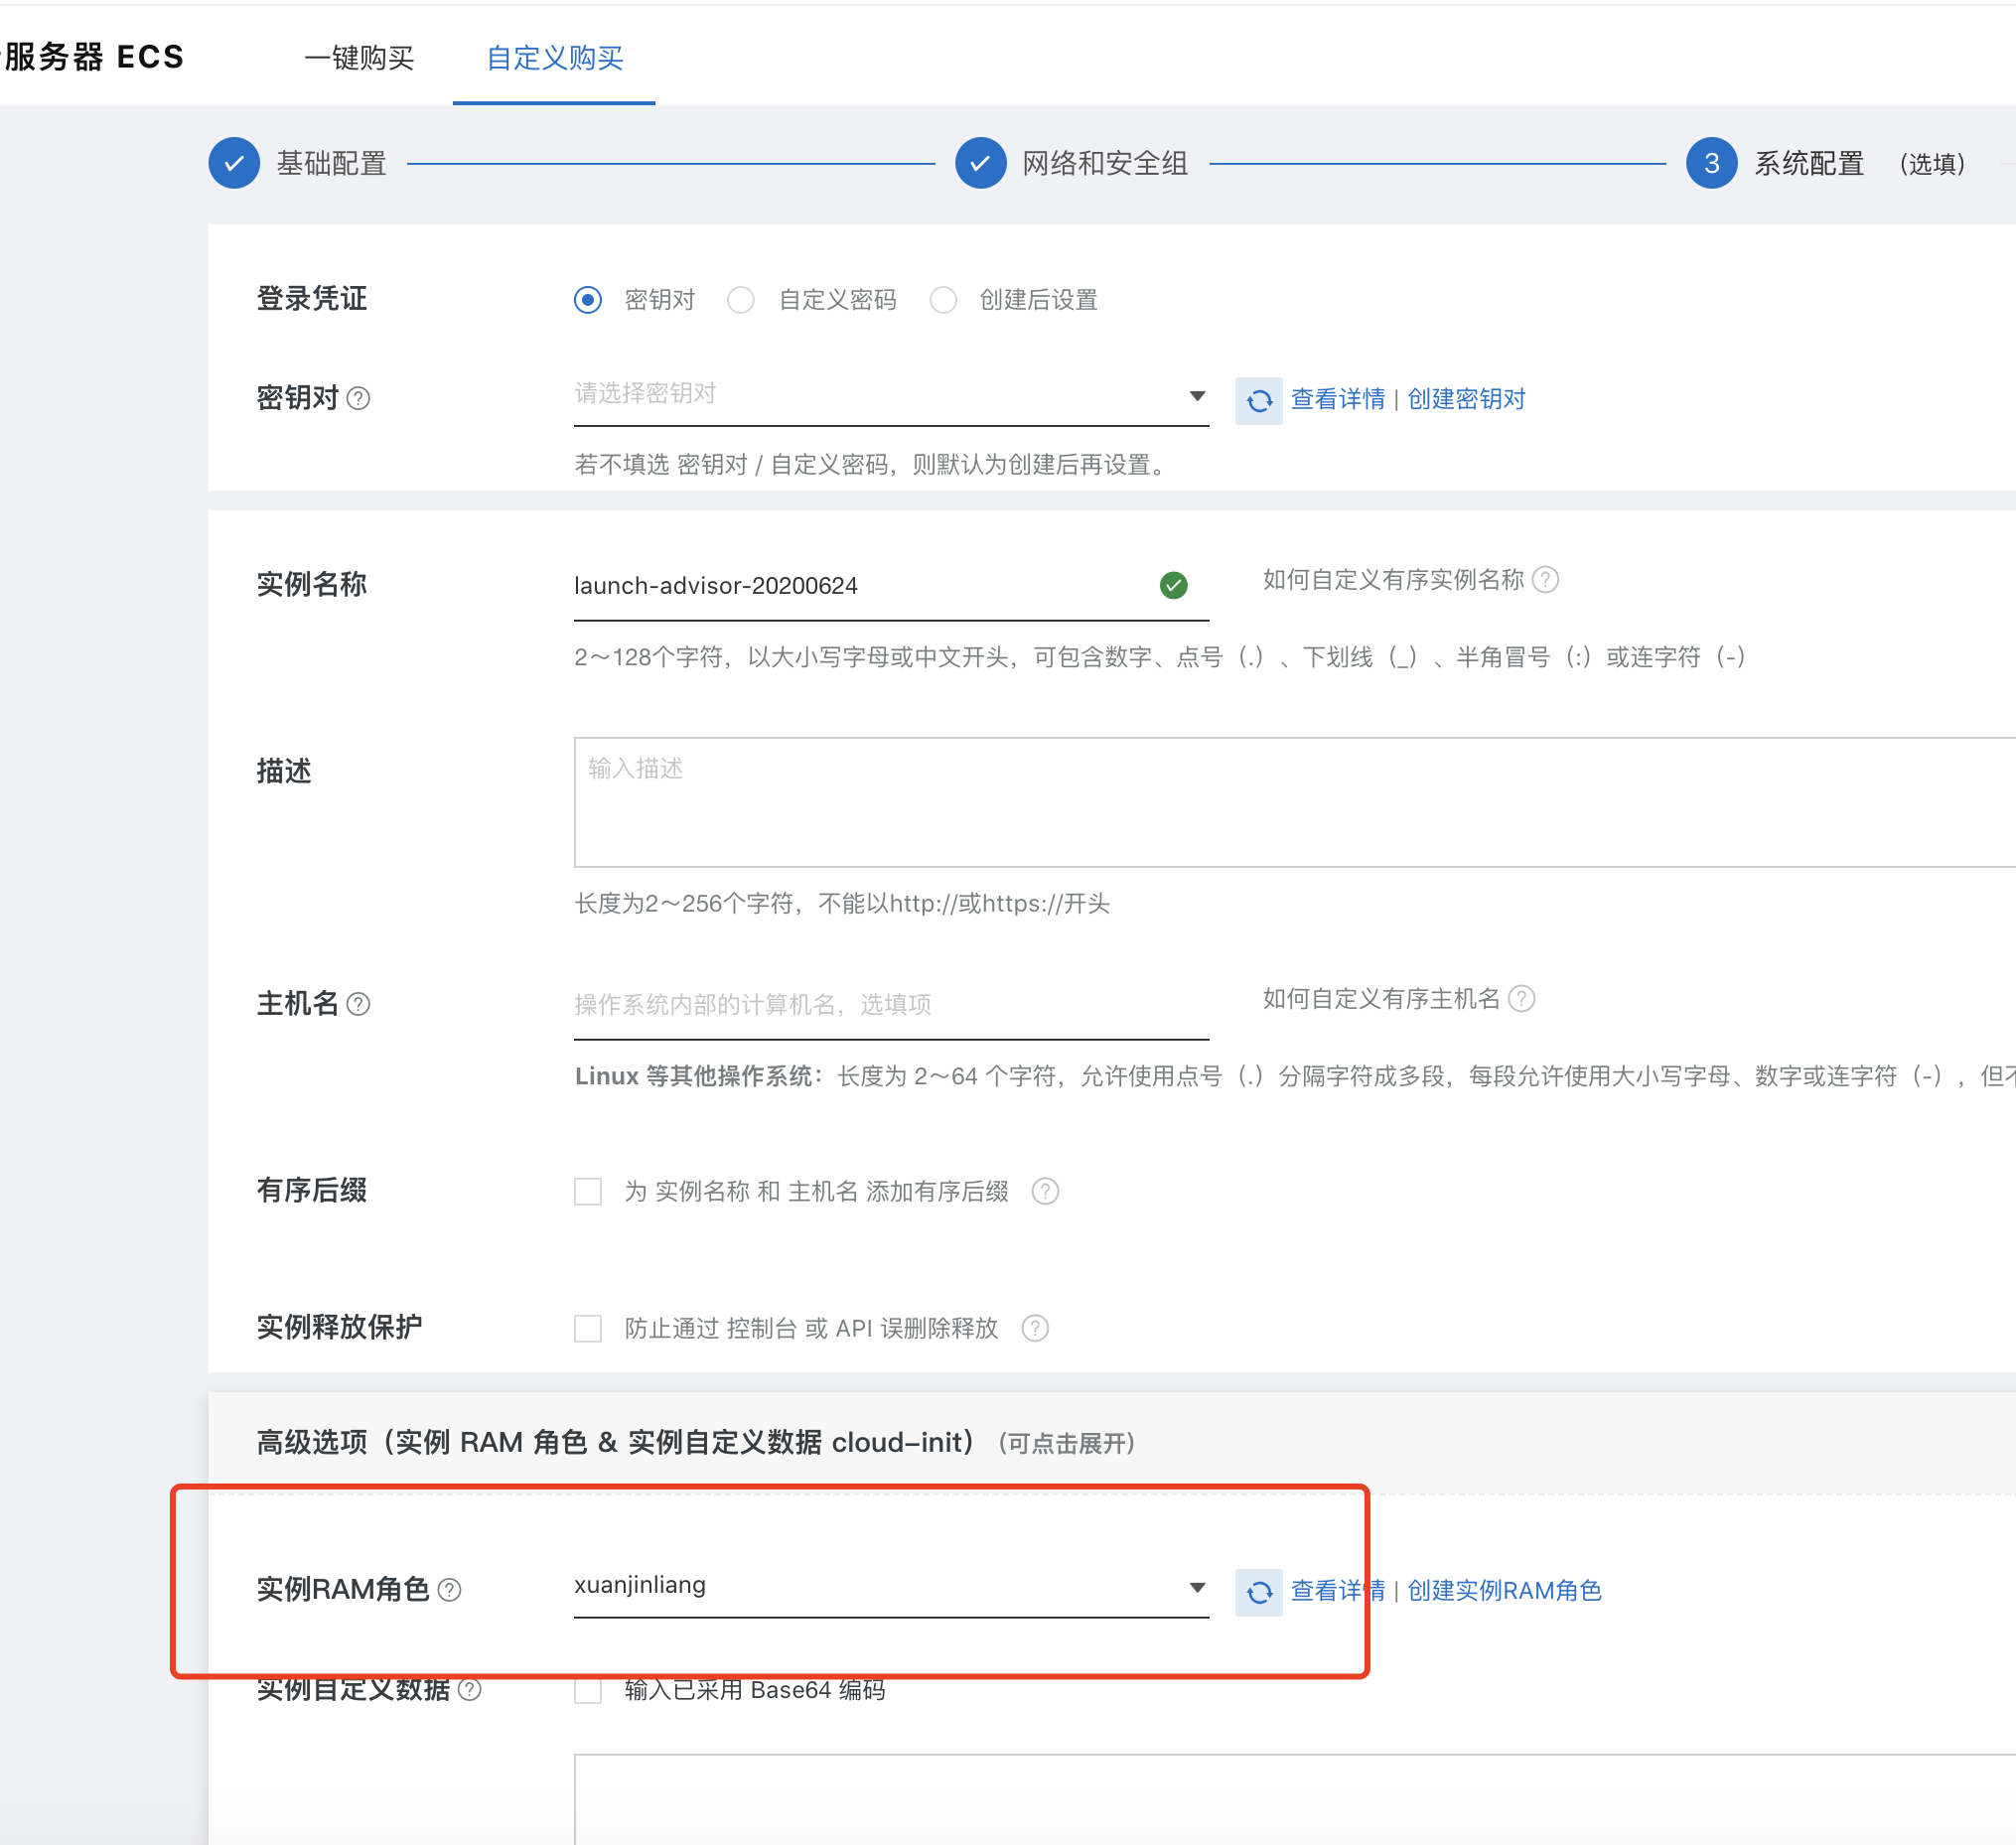 服务器 ECS 一键购买 自定义购买
基础配置 网络和安全组 3 系统配置 (选填)
登录凭证 密钥对 自定义密码 创建后设置
密钥对 ? 请选择密钥对 查看详情 | 创建密钥对
若不填选 密钥对 / 自定义密码，则默认为创建后再设置。
实例名称 launch-advisor-20200624 如何自定义有序实例名称 ?
2～128个字符，以大小写字母或中文开头，可包含数字、点号（.）、下划线（_）、半角冒号（:）或连字符（-）
描述 输入描述
长度为2～256个字符，不能以http://或https://开头
主机名 ? 操作系统内部的计算机名，选填项 如何自定义有序主机名 ?
Linux 等其他操作系统：长度为 2～64 个字符，允许使用点号（.）分隔字符成多段，每段允许使用大小写字母、数字或连字符（-），但
有序后缀 为 实例名称 和 主机名 添加有序后缀 ?
实例释放保护 防止通过 控制台 或 API 误删除释放 ?
高级选项（实例 RAM 角色 & 实例自定义数据 cloud-init） (可点击展开)
实例RAM角色 ? xuanjinliang 查看详情 | 创建实例RAM角色
实例自定义数据 ? 输入已采用 Base64 编码